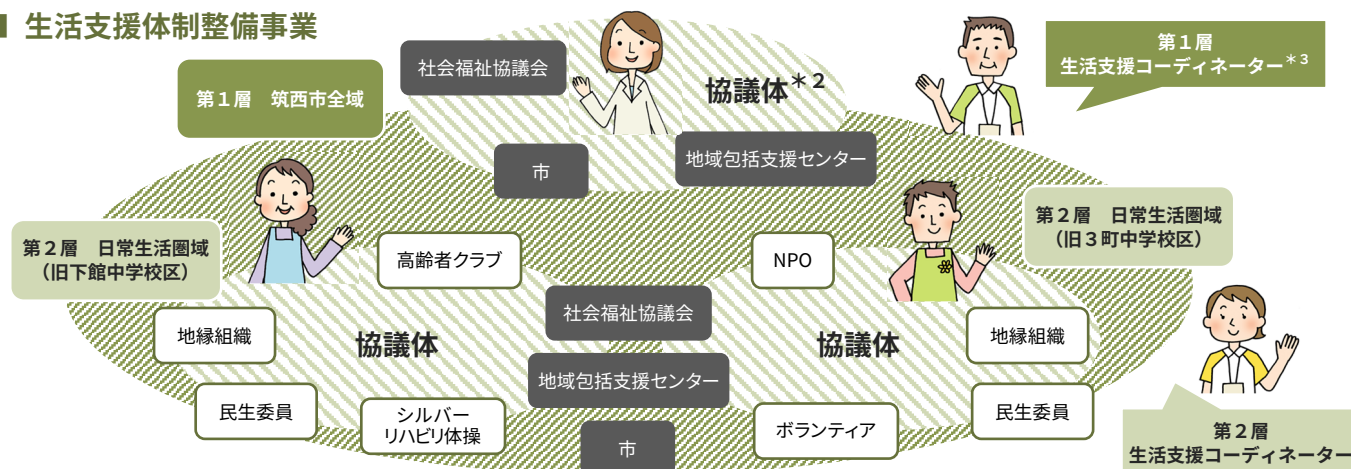 生活支援体制整備事業
社会福祉協議会
協議体＊2
第１層
生活支援コーディネーター＊3
第１層　筑西市全域
市
地域包括支援センター
第２層　日常生活圏域
（旧下館中学校区）
第２層　日常生活圏域
（旧３町中学校区）
高齢者クラブ
NPO
社会福祉協議会
地縁組織
協議体
協議体
地縁組織
地域包括支援センター
民生委員
シルバー
リハビリ体操
市
ボランティア
民生委員
第２層
生活支援コーディネーター